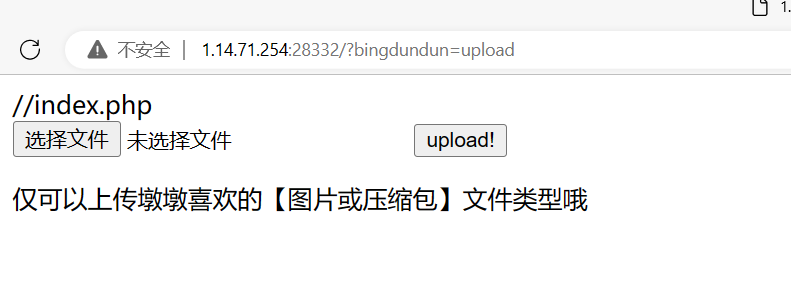 1.
不安全 | 1.14.71.254:28332/?bingdundun=upload
//index.php
选择文件 未选择文件 upload!
仅可以上传墩墩喜欢的【图片或压缩包】文件类型哦